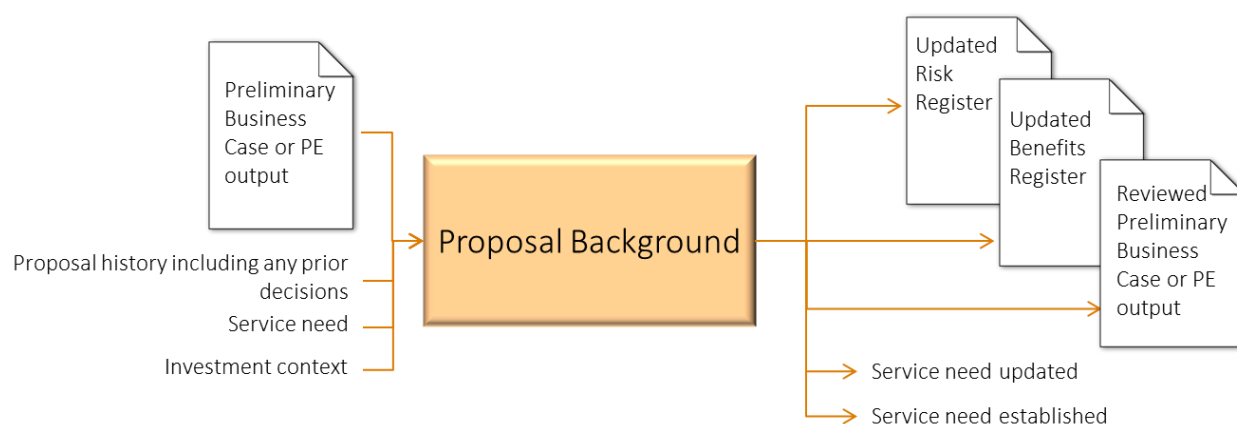 Preliminary
Business
Case or PE
output
Proposal history including any prior
decisions
Service need
Investment context
Proposal Background
Updated
Risk
Register
Updated
Benefits
Register
Reviewed
Preliminary
Business
Case or PE
output
Service need updated
Service need established